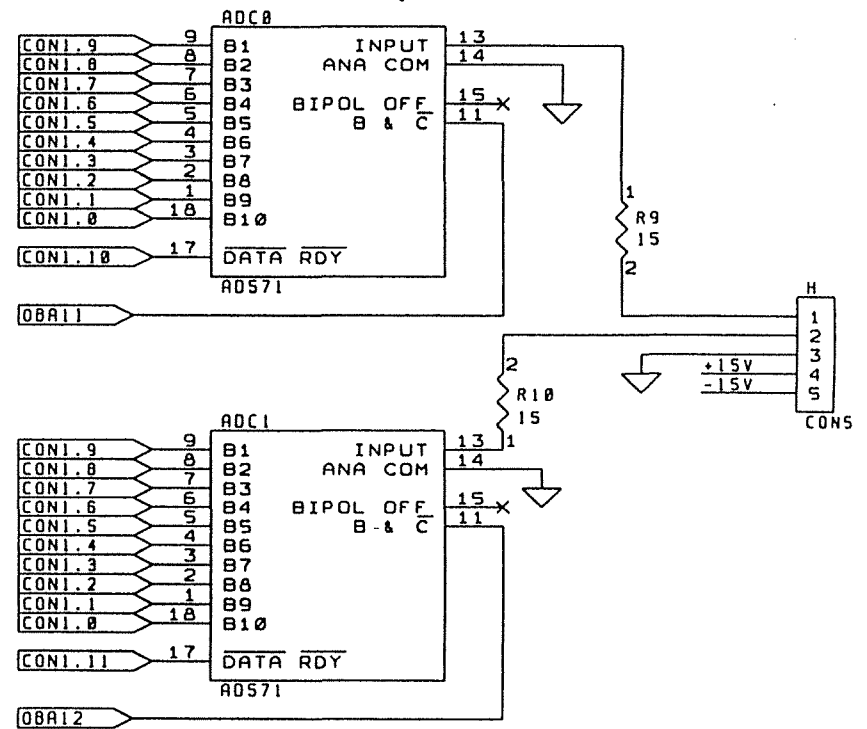 ADC0
CON1.9 9 B1 INPUT 13
CON1.8 8 B2 ANA COM 14
CON1.7 7 B3
CON1.6 6 B4 BIPOL OFF 15
CON1.5 5 B5 B & C 11
CON1.4 4 B6
CON1.3 3 B7
CON1.2 2 B8
CON1.1 1 B9
CON1.0 18 B10
CON1.10 17 DATA RDY
AD571
OBA11
1
R9
15
2
H
1
2
3
+15V 4
-15V 5
CON5
2
R10
15
1
ADC1
CON1.9 9 B1 INPUT 13
CON1.8 8 B2 ANA COM 14
CON1.7 7 B3
CON1.6 6 B4 BIPOL OFF 15
CON1.5 5 B5 B & C 11
CON1.4 4 B6
CON1.3 3 B7
CON1.2 2 B8
CON1.1 1 B9
CON1.0 18 B10
CON1.11 17 DATA RDY
AD571
OBA12